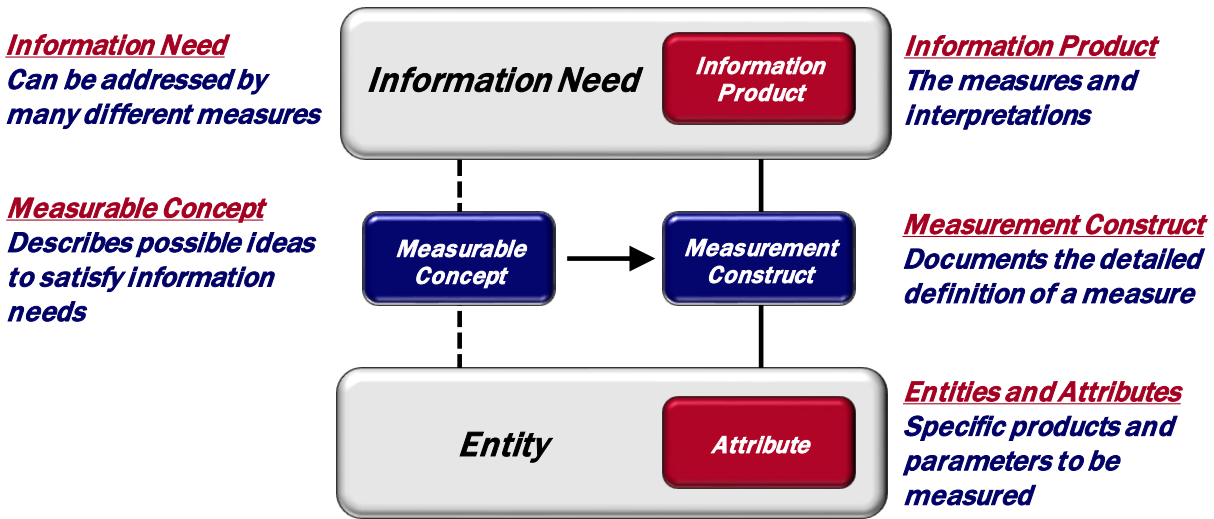 Information Need
Can be addressed by
many different measures
Information Need
Information
Product
Information Product
The measures and
interpretations
Measurable Concept
Describes possible ideas
to satisfy information
needs
Measurable
Concept
Measurement
Construct
Measurement Construct
Documents the detailed
definition of a measure
Entity
Attribute
Entities and Attributes
Specific products and
parameters to be
measured